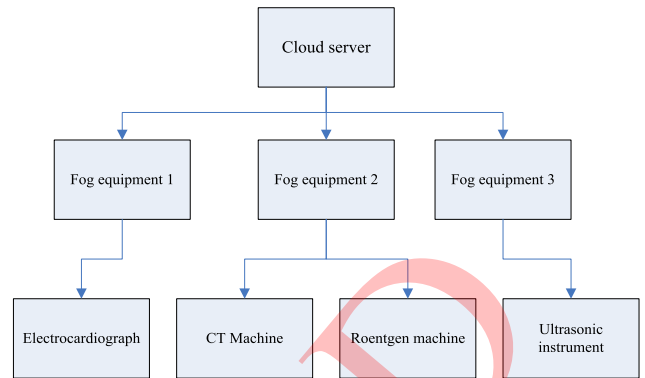 Cloud server
Fog equipment 1
Fog equipment 2
Fog equipment 3
Electrocardiograph
CT Machine
Roentgen machine
Ultrasonic
instrument